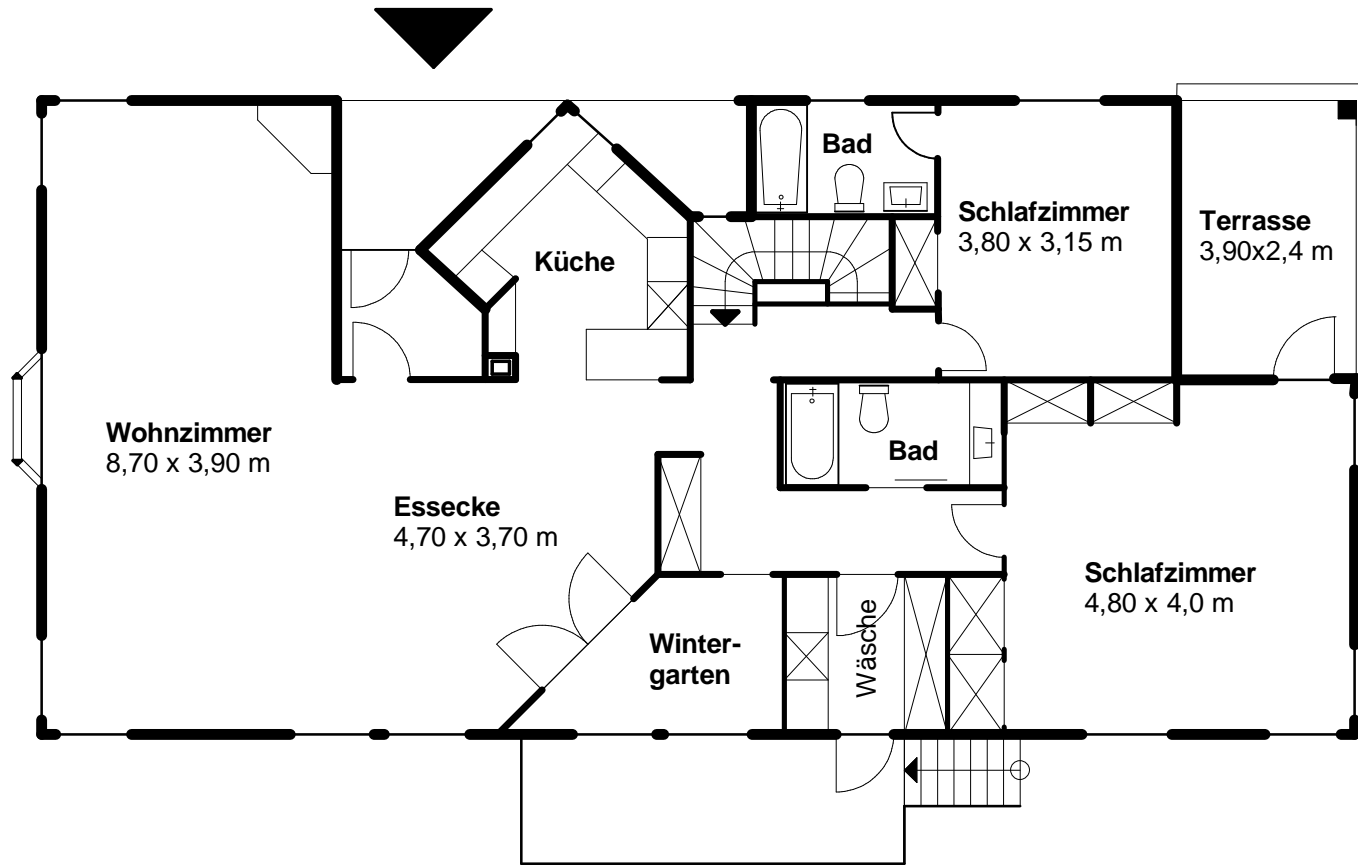 Bad
Schlafzimmer
3,80 x 3,15 m
Terrasse
3,90x2,4 m
Küche
Wohnzimmer
8,70 x 3,90 m
Bad
Essecke
4,70 x 3,70 m
Schlafzimmer
4,80 x 4,0 m
Winter-
garten
Wäsche